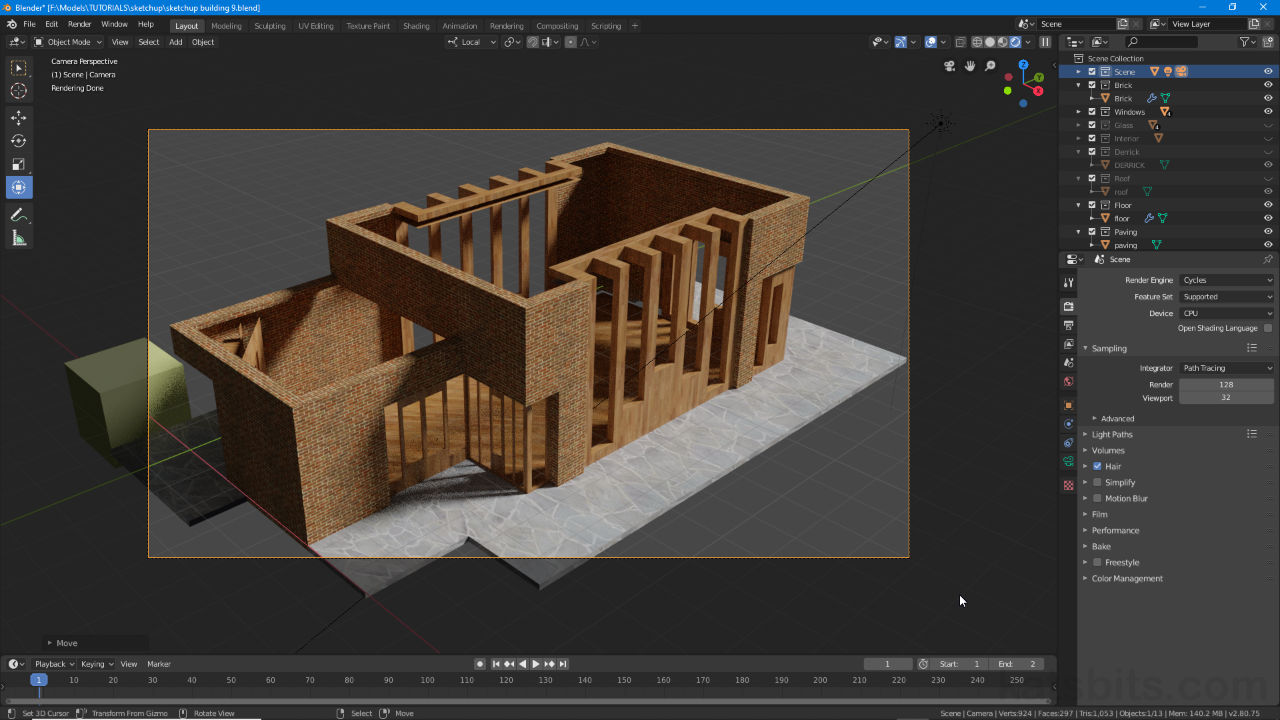 Blender* [F:\Models\TUTORIALS\sketchup\sketchup building 9.blend]
File Edit Render Window Help Layout Modeling Sculpting UV Editing Texture Paint Shading Animation Rendering Compositing Scripting + Scene View Layer
Object Mode View Select Add Object Local
Camera Perspective
(1) Scene | Camera
Rendering Done
Z
Y
X
Scene Collection
Scene
Brick
Brick
Windows 4
Glass 4
Interior
Derrick
DERRICK
Roof
roof
Floor
floor
Paving
paving
Scene
Render Engine Cycles
Feature Set Supported
Device CPU
Open Shading Language
Sampling
Integrator Path Tracing
Render 128
Viewport 32
Advanced
Light Paths
Volumes
Hair
Simplify
Motion Blur
Film
Performance
Bake
Freestyle
Color Management
Move
Playback Keying View Marker 1 Start: 1 End: 2
1 10 20 30 40 50 60 70 80 90 100 110 120 130 140 150 160 170 180 190 200 210 220 230 240 250
katsbits.com
Set 3D Cursor Transform From Gizmo Rotate View Select Move Scene | Camera | Verts:924 | Faces:297 | Tris:1,053 | Objects:1/13 | Mem: 140.2 MB | v2.80.75